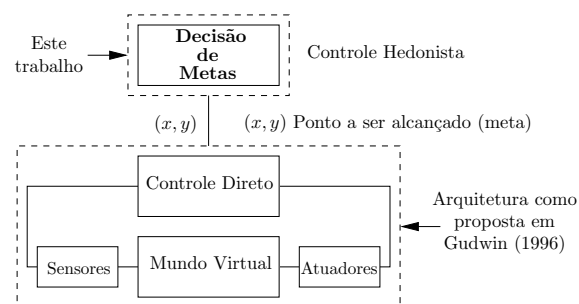 Este
trabalho
Decisão
de
Metas
Controle Hedonista
(x, y)
(x, y) Ponto a ser alcançado (meta)
Controle Direto
Arquitetura como
proposta em
Gudwin (1996)
Sensores
Mundo Virtual
Atuadores